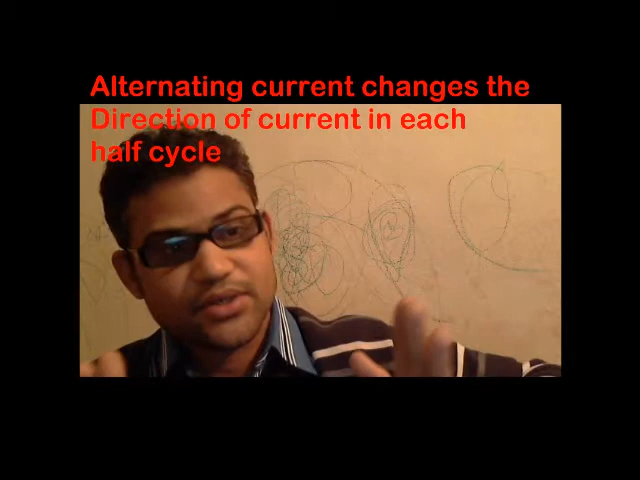 Alternating current changes the
Direction of current in each
half cycle